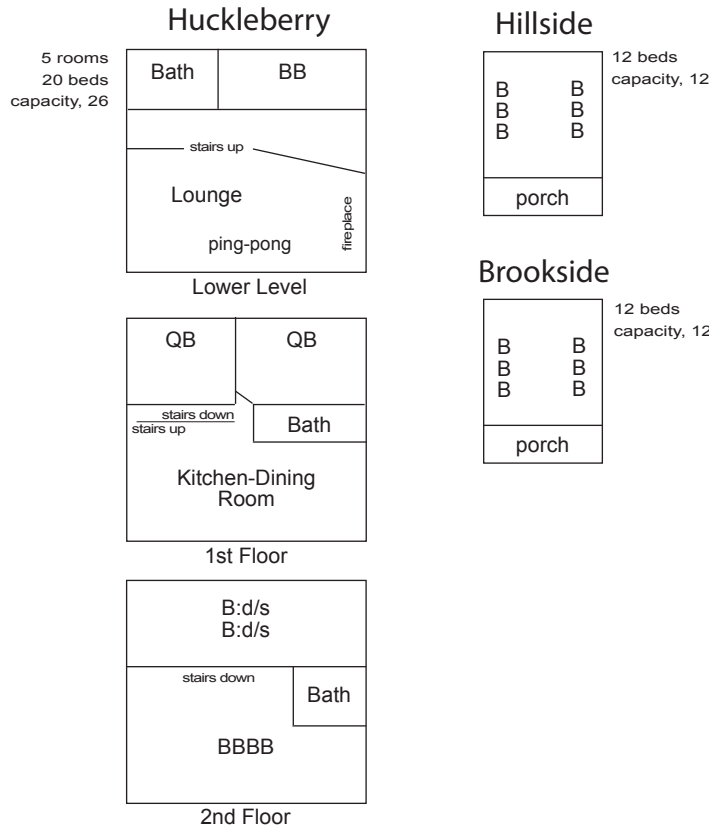 Huckleberry
5 rooms
20 beds
capacity, 26
Bath
BB
stairs up
Lounge
fireplace
ping-pong
Lower Level
QB
QB
stairs down
stairs up
Bath
Kitchen-Dining
Room
1st Floor
B:d/s
B:d/s
stairs down
Bath
BBBB
2nd Floor
Hillside
12 beds
capacity, 12
B B
B B
B B
porch
Brookside
12 beds
capacity, 12
B B
B B
B B
porch